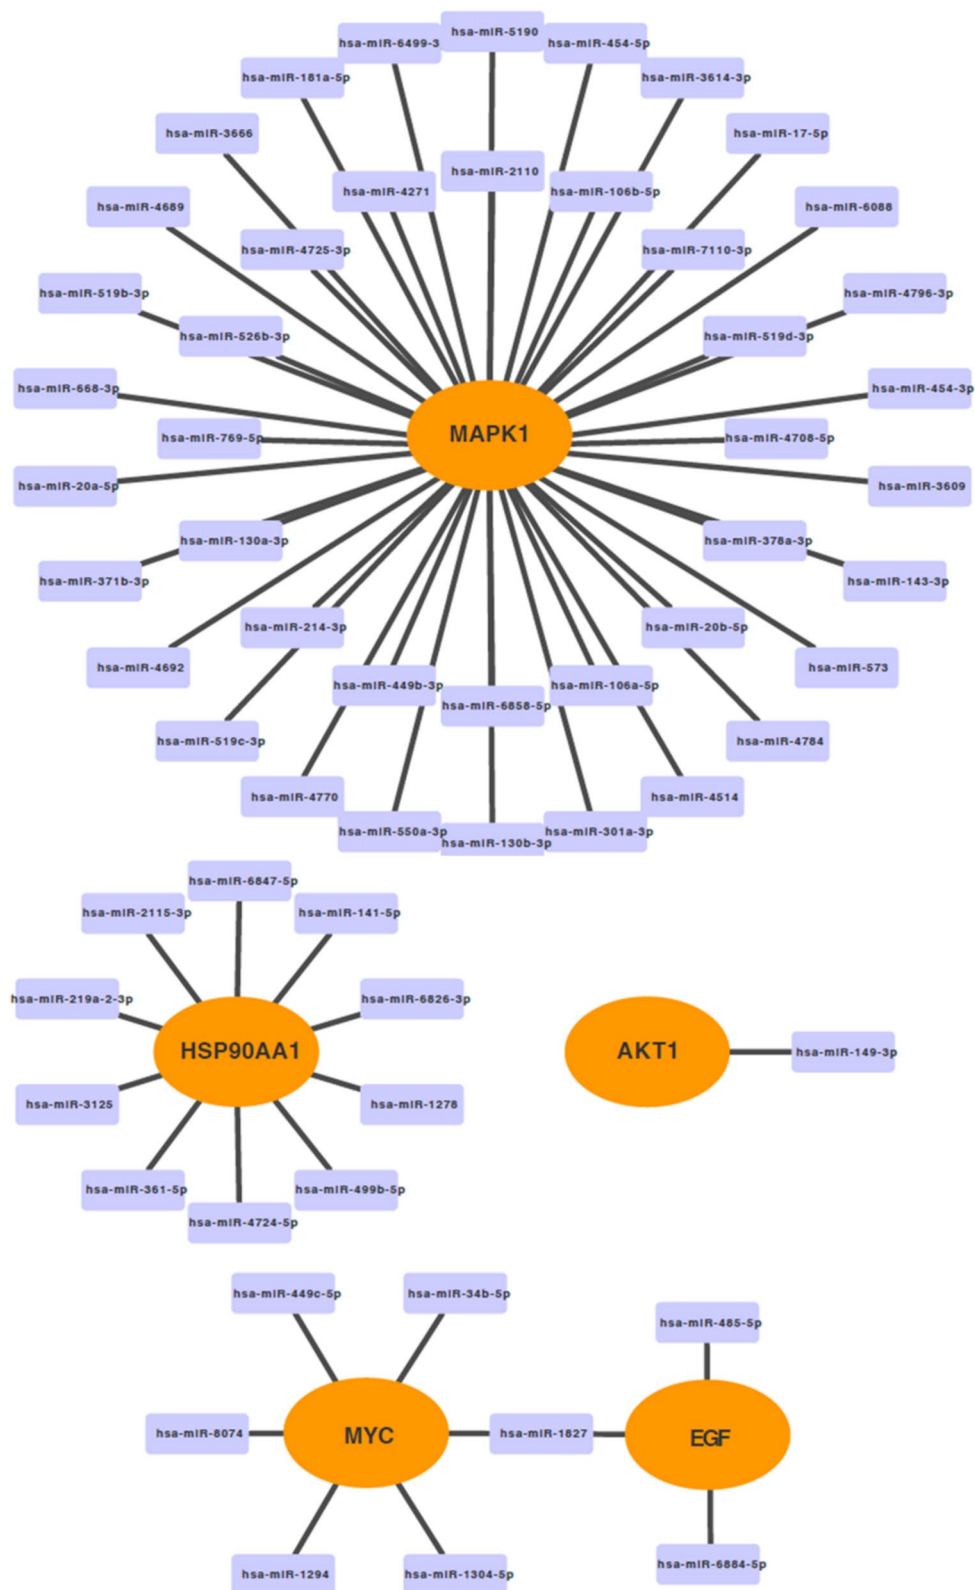 hsa-miR-5190
hsa-miR-6499-3
hsa-miR-454-5p
hsa-miR-181a-5p
hsa-miR-3614-3p
hsa-miR-3666
hsa-miR-17-5p
hsa-miR-2110
hsa-miR-4271
hsa-miR-106b-5p
hsa-miR-4689
hsa-miR-6088
hsa-miR-4725-3p
hsa-miR-7110-3p
hsa-miR-519b-3p
hsa-miR-4796-3p
hsa-miR-526b-3p
hsa-miR-519d-3p
hsa-miR-668-3p
hsa-miR-454-3p
MAPK1
hsa-miR-769-5p
hsa-miR-4708-5p
hsa-miR-20a-5p
hsa-miR-3609
hsa-miR-130a-3p
hsa-miR-378a-3p
hsa-miR-371b-3p
hsa-miR-143-3p
hsa-miR-214-3p
hsa-miR-20b-5p
hsa-miR-4692
hsa-miR-573
hsa-miR-449b-3p
hsa-miR-106a-5p
hsa-miR-6858-5p
hsa-miR-519c-3p
hsa-miR-4784
hsa-miR-4770
hsa-miR-4514
hsa-miR-550a-3p
hsa-miR-301a-3p
hsa-miR-130b-3p
hsa-miR-6847-5p
hsa-miR-2115-3p
hsa-miR-141-5p
hsa-miR-219a-2-3p
hsa-miR-6826-3p
HSP90AA1
hsa-miR-3125
hsa-miR-1278
hsa-miR-361-5p
hsa-miR-499b-5p
hsa-miR-4724-5p
AKT1
hsa-miR-149-3p
hsa-miR-449c-5p
hsa-miR-34b-5p
hsa-miR-485-5p
hsa-miR-8074
MYC
hsa-miR-1827
EGF
hsa-miR-1294
hsa-miR-1304-5p
hsa-miR-6884-5p